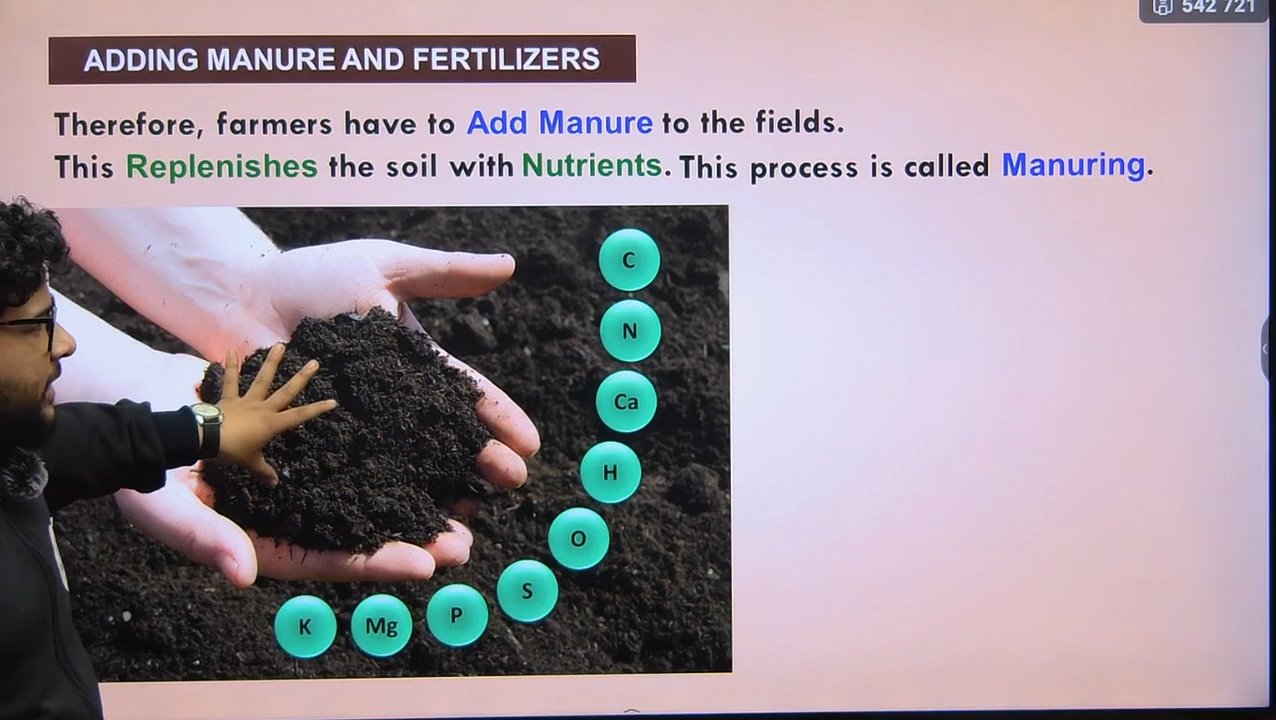 542 721
ADDING MANURE AND FERTILIZERS
Therefore, farmers have to Add Manure to the fields.
This Replenishes the soil with Nutrients. This process is called Manuring.
C
N
Ca
H
O
S
P
Mg
K